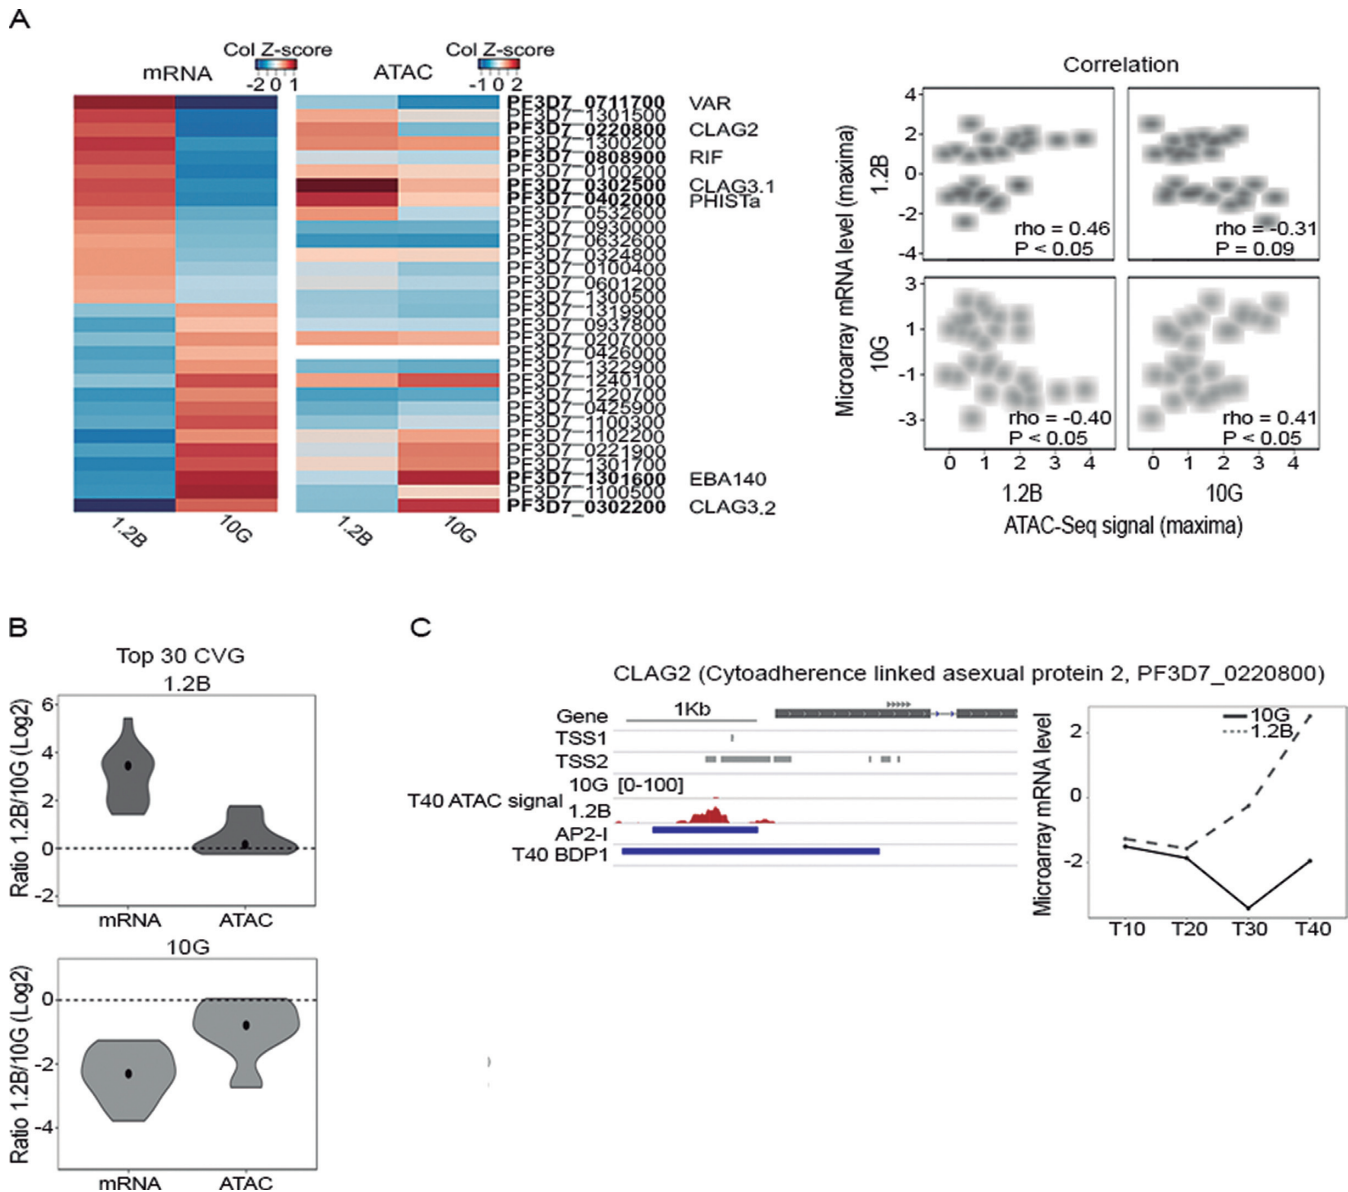 A
Col Z-score
mRNA
-2 0 1
Col Z-score
ATAC
-1 0 2
PF3D7_0711700 VAR
PF3D7_1301500
PF3D7_0220800 CLAG2
PF3D7_1300200
PF3D7_0808900 RIF
PF3D7_0100200
PF3D7_0302500 CLAG3.1
PF3D7_0402000 PHISTa
PF3D7_0532600
PF3D7_0930000
PF3D7_0632600
PF3D7_0324800
PF3D7_0100400
PF3D7_0601200
PF3D7_1300500
PF3D7_1319900
PF3D7_0937800
PF3D7_0207000
PF3D7_0426000
PF3D7_1322900
PF3D7_1240100
PF3D7_1220700
PF3D7_0425900
PF3D7_1100300
PF3D7_1102200
PF3D7_0221900
PF3D7_1301700
PF3D7_1301600 EBA140
PF3D7_1100500
PF3D7_0302200 CLAG3.2
1.2B 10G 1.2B 10G
Correlation
Microarray mRNA level (maxima)
1.2B
4
2
0
-2
-4
rho = 0.46
P < 0.05
rho = -0.31
P = 0.09
10G
3
1
-1
-3
rho = -0.40
P < 0.05
rho = 0.41
P < 0.05
0 1 2 3 4 0 1 2 3 4
1.2B 10G
ATAC-Seq signal (maxima)
B
Top 30 CVG
1.2B
Ratio 1.2B/10G (Log2)
6
4
2
0
-2
mRNA ATAC
10G
Ratio 1.2B/10G (Log2)
0
-2
-4
mRNA ATAC
C
CLAG2 (Cytoadherence linked asexual protein 2, PF3D7_0220800)
1Kb
Gene
TSS1
TSS2
10G [0-100]
T40 ATAC signal
1.2B
AP2-I
T40 BDP1
Microarray mRNA level
10G
1.2B
2
0
-2
T10 T20 T30 T40